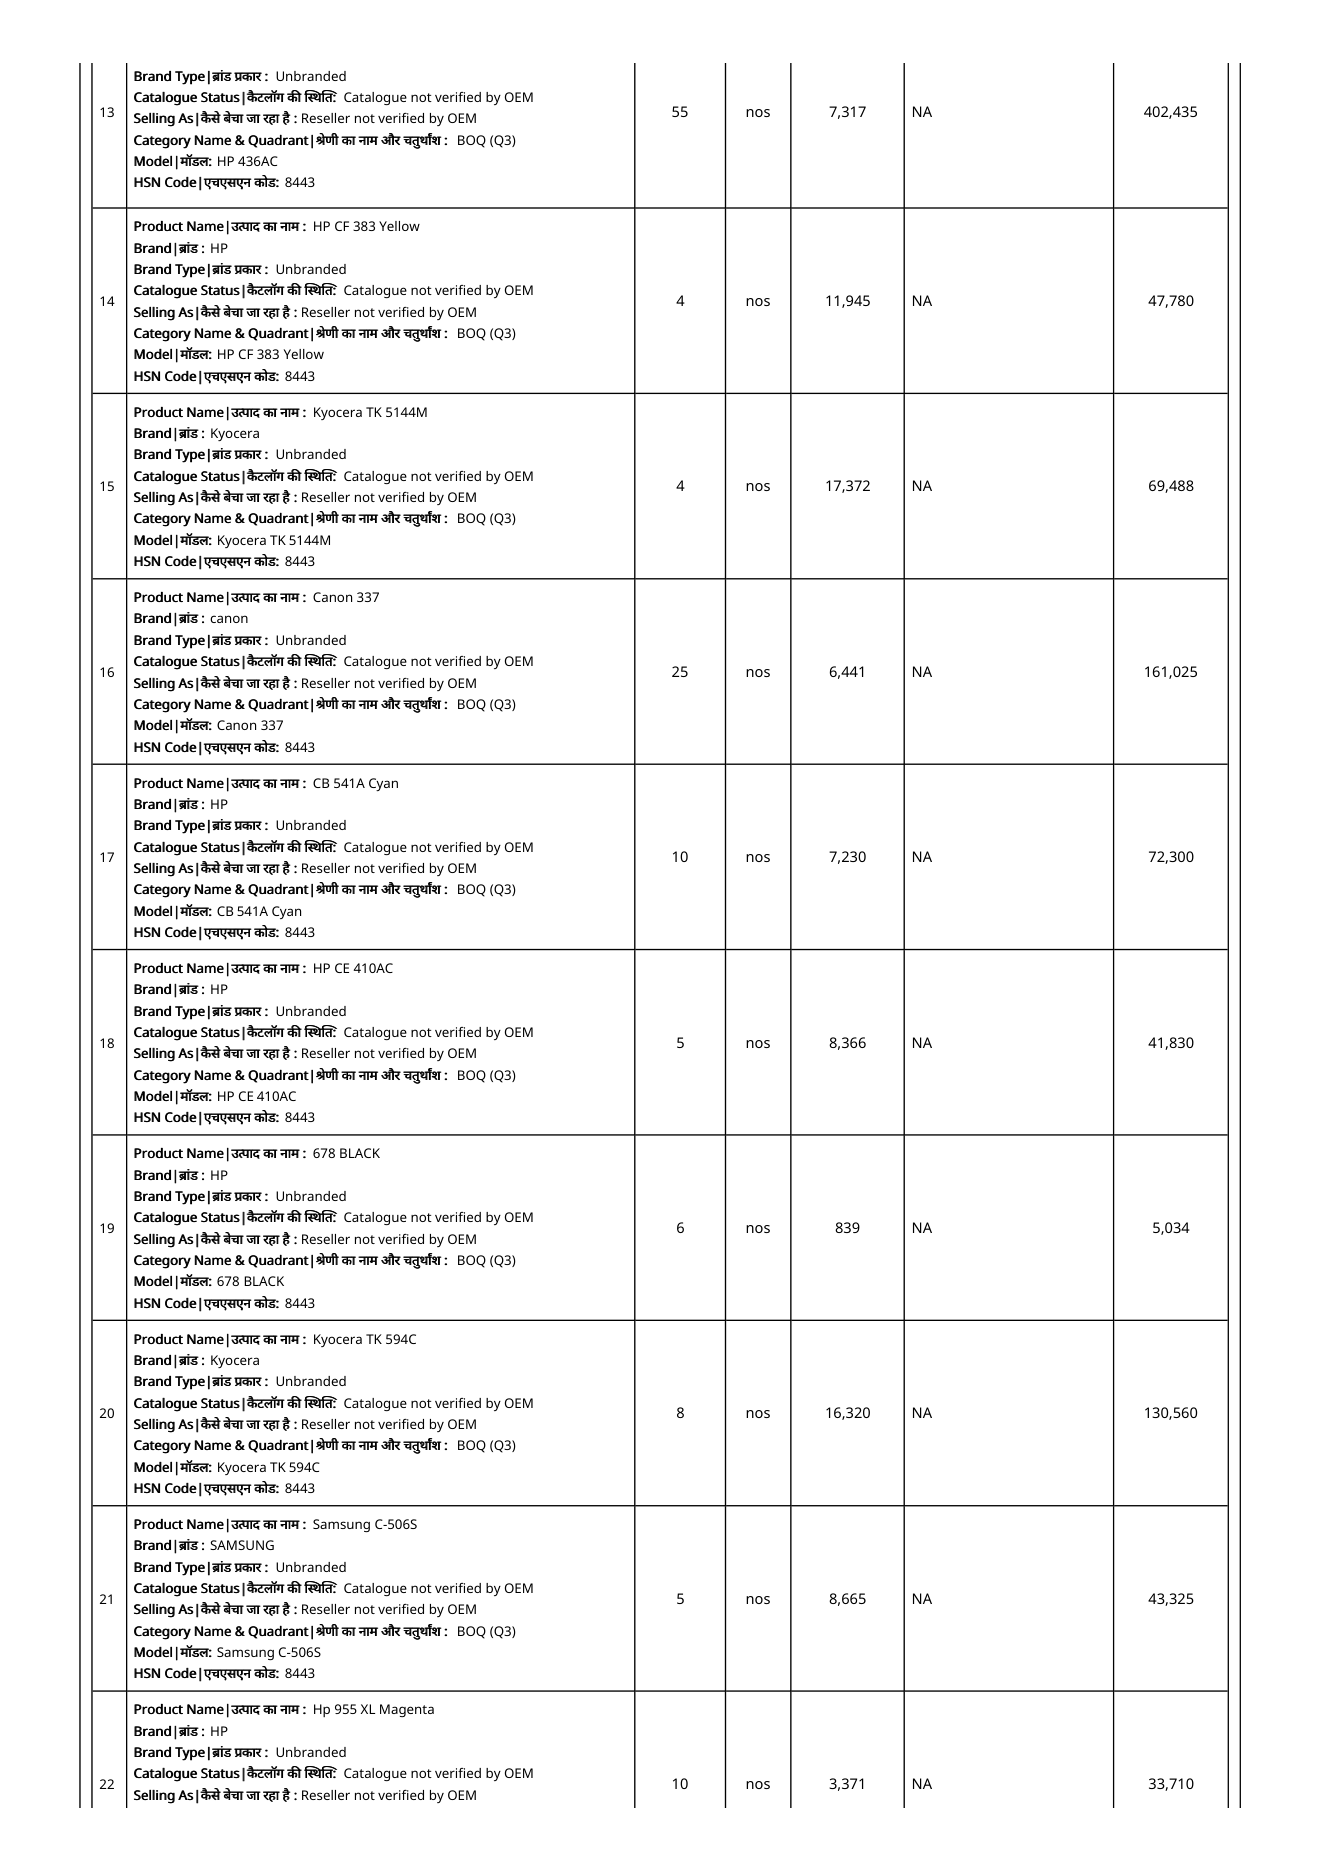 Brand Type|ब्रांड प्रकार : Unbranded
Catalogue Status|कैटलॉग की स्थिति: Catalogue not verified by OEM
Selling As|कैसे बेचा जा रहा है : Reseller not verified by OEM
13 55 nos 7,317 NA 402,435
Category Name & Quadrant|श्रेणी का नाम और चतुर्थांश : BOQ (Q3)
Model|मॉडल: HP 436AC
HSN Code|एचएसएन कोड: 8443
Product Name|उत्पाद का नाम : HP CF 383 Yellow
Brand|ब्रांड : HP
Brand Type|ब्रांड प्रकार : Unbranded
Catalogue Status|कैटलॉग की स्थिति: Catalogue not verified by OEM
14 4 nos 11,945 NA 47,780
Selling As|कैसे बेचा जा रहा है : Reseller not verified by OEM
Category Name & Quadrant|श्रेणी का नाम और चतुर्थांश : BOQ (Q3)
Model|मॉडल: HP CF 383 Yellow
HSN Code|एचएसएन कोड: 8443
Product Name|उत्पाद का नाम : Kyocera TK 5144M
Brand|ब्रांड : Kyocera
Brand Type|ब्रांड प्रकार : Unbranded
Catalogue Status|कैटलॉग की स्थिति: Catalogue not verified by OEM
15 4 nos 17,372 NA 69,488
Selling As|कैसे बेचा जा रहा है : Reseller not verified by OEM
Category Name & Quadrant|श्रेणी का नाम और चतुर्थांश : BOQ (Q3)
Model|मॉडल: Kyocera TK 5144M
HSN Code|एचएसएन कोड: 8443
Product Name|उत्पाद का नाम : Canon 337
Brand|ब्रांड : canon
Brand Type|ब्रांड प्रकार : Unbranded
Catalogue Status|कैटलॉग की स्थिति: Catalogue not verified by OEM
16 25 nos 6,441 NA 161,025
Selling As|कैसे बेचा जा रहा है : Reseller not verified by OEM
Category Name & Quadrant|श्रेणी का नाम और चतुर्थांश : BOQ (Q3)
Model|मॉडल: Canon 337
HSN Code|एचएसएन कोड: 8443
Product Name|उत्पाद का नाम : CB 541A Cyan
Brand|ब्रांड : HP
Brand Type|ब्रांड प्रकार : Unbranded
Catalogue Status|कैटलॉग की स्थिति: Catalogue not verified by OEM
17 10 nos 7,230 NA 72,300
Selling As|कैसे बेचा जा रहा है : Reseller not verified by OEM
Category Name & Quadrant|श्रेणी का नाम और चतुर्थांश : BOQ (Q3)
Model|मॉडल: CB 541A Cyan
HSN Code|एचएसएन कोड: 8443
Product Name|उत्पाद का नाम : HP CE 410AC
Brand|ब्रांड : HP
Brand Type|ब्रांड प्रकार : Unbranded
Catalogue Status|कैटलॉग की स्थिति: Catalogue not verified by OEM
18 5 nos 8,366 NA 41,830
Selling As|कैसे बेचा जा रहा है : Reseller not verified by OEM
Category Name & Quadrant|श्रेणी का नाम और चतुर्थांश : BOQ (Q3)
Model|मॉडल: HP CE 410AC
HSN Code|एचएसएन कोड: 8443
Product Name|उत्पाद का नाम : 678 BLACK
Brand|ब्रांड : HP
Brand Type|ब्रांड प्रकार : Unbranded
Catalogue Status|कैटलॉग की स्थिति: Catalogue not verified by OEM
19 6 nos 839 NA 5,034
Selling As|कैसे बेचा जा रहा है : Reseller not verified by OEM
Category Name & Quadrant|श्रेणी का नाम और चतुर्थांश : BOQ (Q3)
Model|मॉडल: 678 BLACK
HSN Code|एचएसएन कोड: 8443
Product Name|उत्पाद का नाम : Kyocera TK 594C
Brand|ब्रांड : Kyocera
Brand Type|ब्रांड प्रकार : Unbranded
Catalogue Status|कैटलॉग की स्थिति: Catalogue not verified by OEM
20 8 nos 16,320 NA 130,560
Selling As|कैसे बेचा जा रहा है : Reseller not verified by OEM
Category Name & Quadrant|श्रेणी का नाम और चतुर्थांश : BOQ (Q3)
Model|मॉडल: Kyocera TK 594C
HSN Code|एचएसएन कोड: 8443
Product Name|उत्पाद का नाम : Samsung C-506S
Brand|ब्रांड : SAMSUNG
Brand Type|ब्रांड प्रकार : Unbranded
Catalogue Status|कैटलॉग की स्थिति: Catalogue not verified by OEM
21 5 nos 8,665 NA 43,325
Selling As|कैसे बेचा जा रहा है : Reseller not verified by OEM
Category Name & Quadrant|श्रेणी का नाम और चतुर्थांश : BOQ (Q3)
Model|मॉडल: Samsung C-506S
HSN Code|एचएसएन कोड: 8443
Product Name|उत्पाद का नाम : Hp 955 XL Magenta
Brand|ब्रांड : HP
Brand Type|ब्रांड प्रकार : Unbranded
Catalogue Status|कैटलॉग की स्थिति: Catalogue not verified by OEM
22 10 nos 3,371 NA 33,710
Selling As|कैसे बेचा जा रहा है : Reseller not verified by OEM